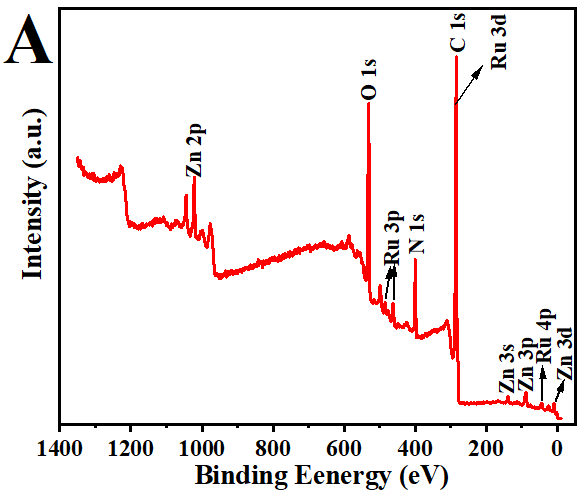 A
C 1s
Ru 3d
O 1s
Zn 2p
Ru 3p
N 1s
Zn 3s
Zn 3p
Ru 4p
Zn 3d
Intensity (a.u.)
1400 1200 1000 800 600 400 200 0
Binding Eenergy (eV)